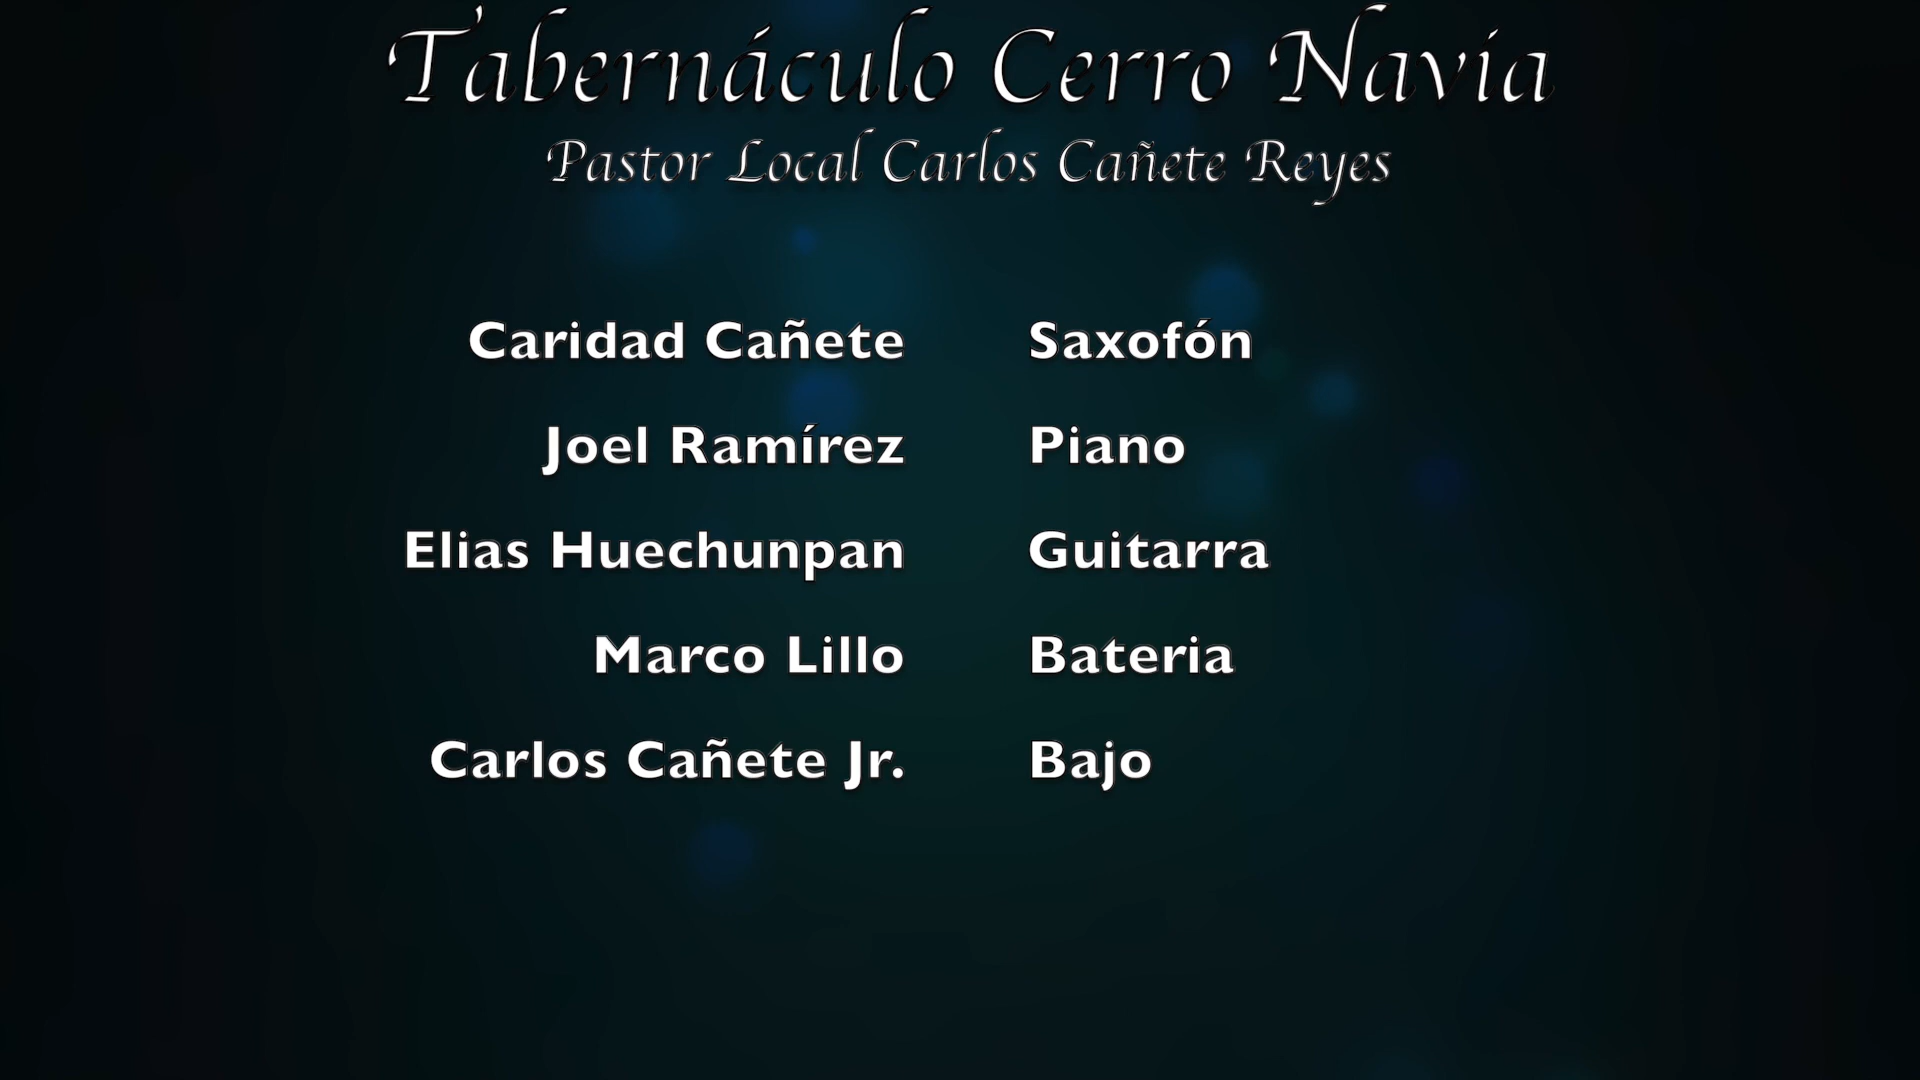 Tabernáculo Cerro Navia
Pastor Local Carlos Cañete Reyes
Caridad Cañete Saxofón
Joel Ramírez Piano
Elias Huechunpan Guitarra
Marco Lillo Bateria
Carlos Cañete Jr. Bajo